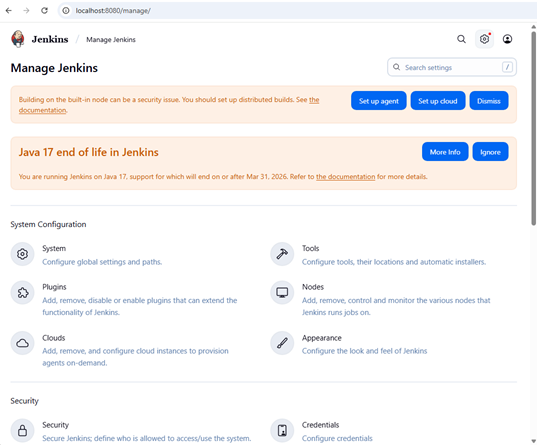 localhost:8080/manage/
Jenkins / Manage Jenkins
Manage Jenkins
Search settings /
Building on the built-in node can be a security issue. You should set up distributed builds. See the
documentation.
Set up agent Set up cloud Dismiss
Java 17 end of life in Jenkins
More Info Ignore
You are running Jenkins on Java 17, support for which will end on or after Mar 31, 2026. Refer to the documentation for more details.
System Configuration
System
Configure global settings and paths.
Tools
Configure tools, their locations and automatic installers.
Plugins
Add, remove, disable or enable plugins that can extend the
functionality of Jenkins.
Nodes
Add, remove, control and monitor the various nodes that
Jenkins runs jobs on.
Clouds
Add, remove, and configure cloud instances to provision
agents on-demand.
Appearance
Configure the look and feel of Jenkins
Security
Security
Secure Jenkins; define who is allowed to access/use the system.
Credentials
Configure credentials